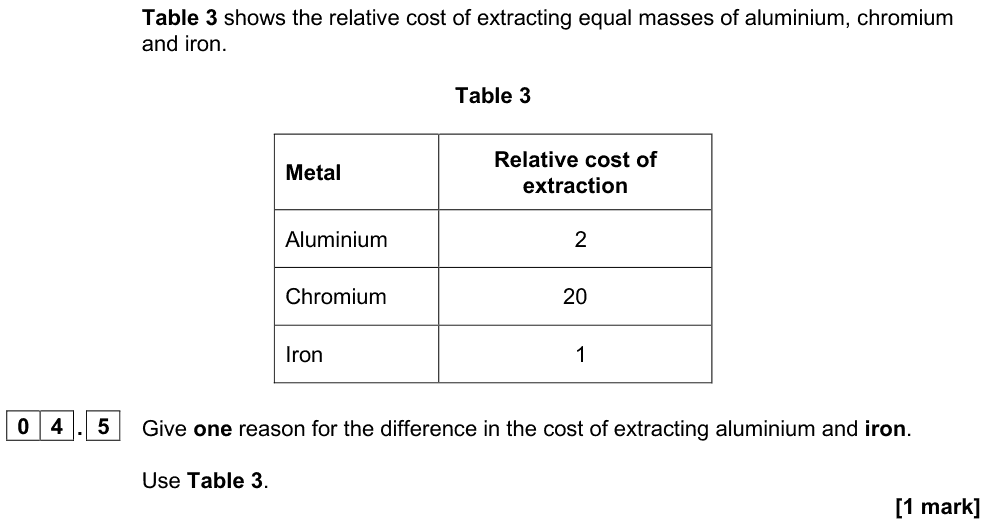 Table 3 shows the relative cost of extracting equal masses of aluminium, chromium
and iron.
Table 3
Metal
Relative cost of
extraction
Aluminium 2
Chromium 20
Iron 1
0 4 . 5 Give one reason for the difference in the cost of extracting aluminium and iron.
Use Table 3.
[1 mark]